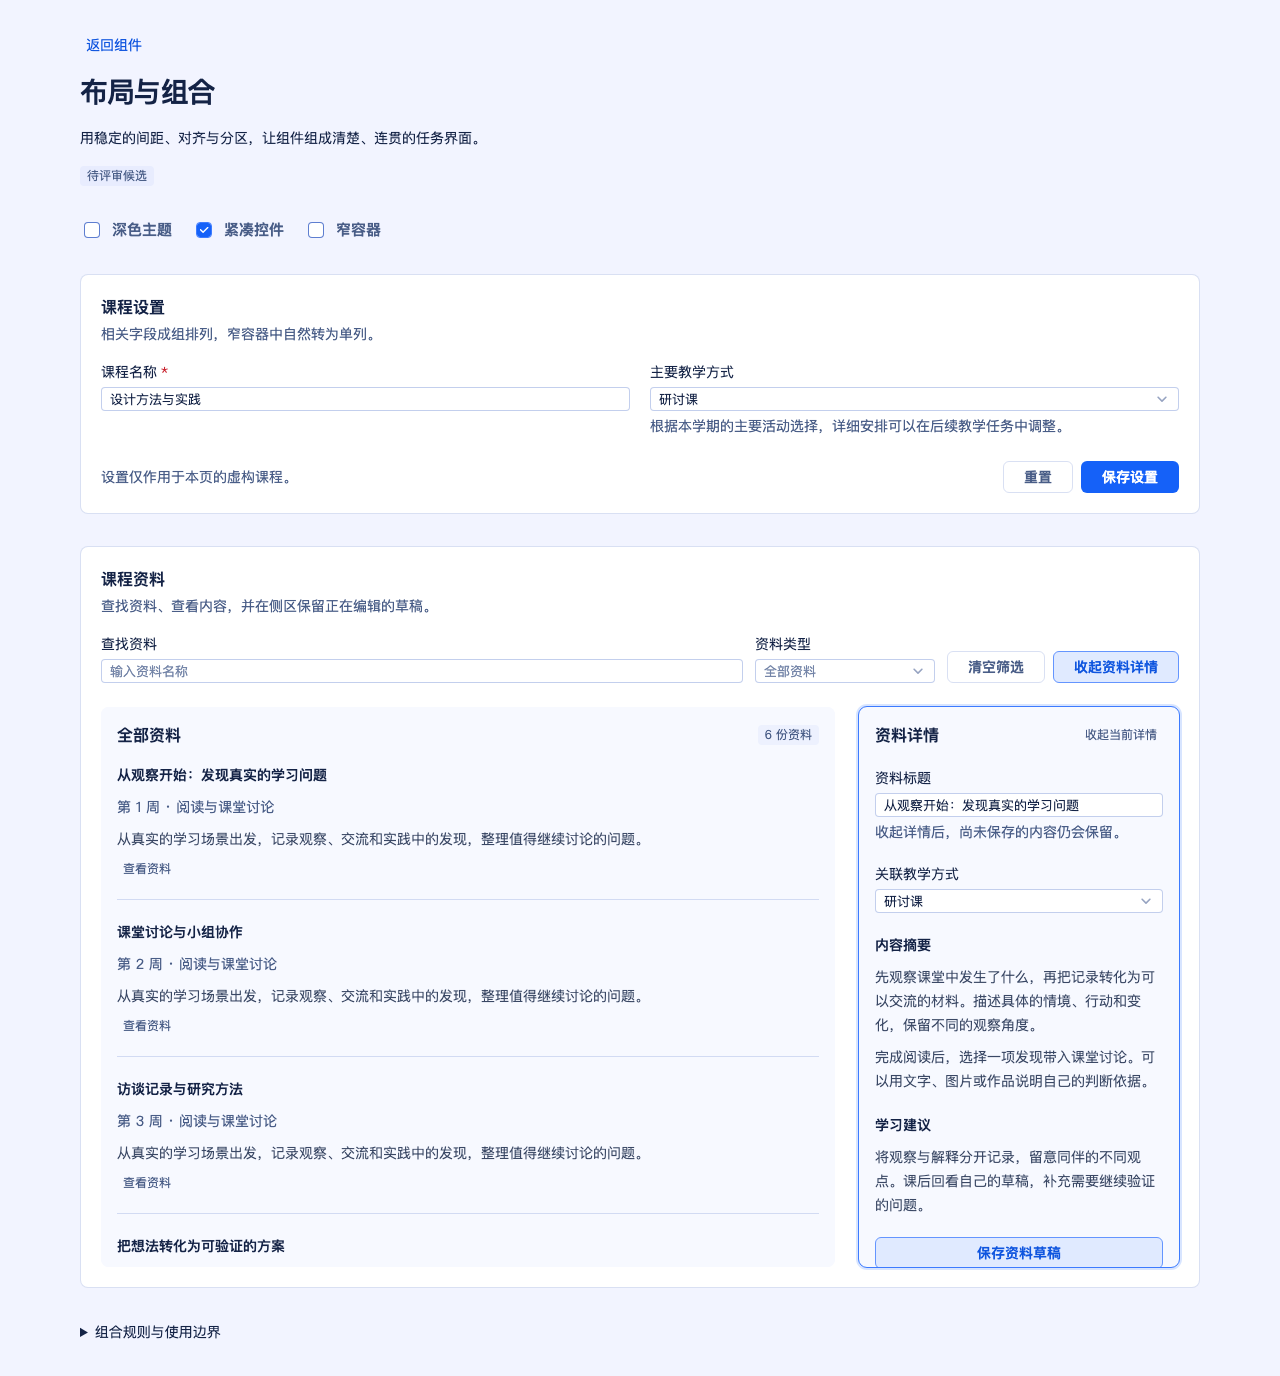 返回组件
布局与组合
用稳定的间距、对齐与分区，让组件组成清楚、连贯的任务界面。
待评审候选
深色主题 紧凑控件 窄容器
课程设置
相关字段成组排列，窄容器中自然转为单列。
课程名称 * 主要教学方式
设计方法与实践 研讨课
根据本学期的主要活动选择，详细安排可以在后续教学任务中调整。
设置仅作用于本页的虚构课程。 重置 保存设置
课程资料
查找资料、查看内容，并在侧区保留正在编辑的草稿。
查找资料 资料类型
输入资料名称 全部资料 清空筛选 收起资料详情
全部资料 6 份资料
从观察开始：发现真实的学习问题
第 1 周 · 阅读与课堂讨论
从真实的学习场景出发，记录观察、交流和实践中的发现，整理值得继续讨论的问题。
查看资料
课堂讨论与小组协作
第 2 周 · 阅读与课堂讨论
从真实的学习场景出发，记录观察、交流和实践中的发现，整理值得继续讨论的问题。
查看资料
访谈记录与研究方法
第 3 周 · 阅读与课堂讨论
从真实的学习场景出发，记录观察、交流和实践中的发现，整理值得继续讨论的问题。
查看资料
把想法转化为可验证的方案
资料详情 收起当前详情
资料标题
从观察开始：发现真实的学习问题
收起详情后，尚未保存的内容仍会保留。
关联教学方式
研讨课
内容摘要
先观察课堂中发生了什么，再把记录转化为可
以交流的材料。描述具体的情境、行动和变
化，保留不同的观察角度。
完成阅读后，选择一项发现带入课堂讨论。可
以用文字、图片或作品说明自己的判断依据。
学习建议
将观察与解释分开记录，留意同伴的不同观
点。课后回看自己的草稿，补充需要继续验证
的问题。
保存资料草稿
组合规则与使用边界